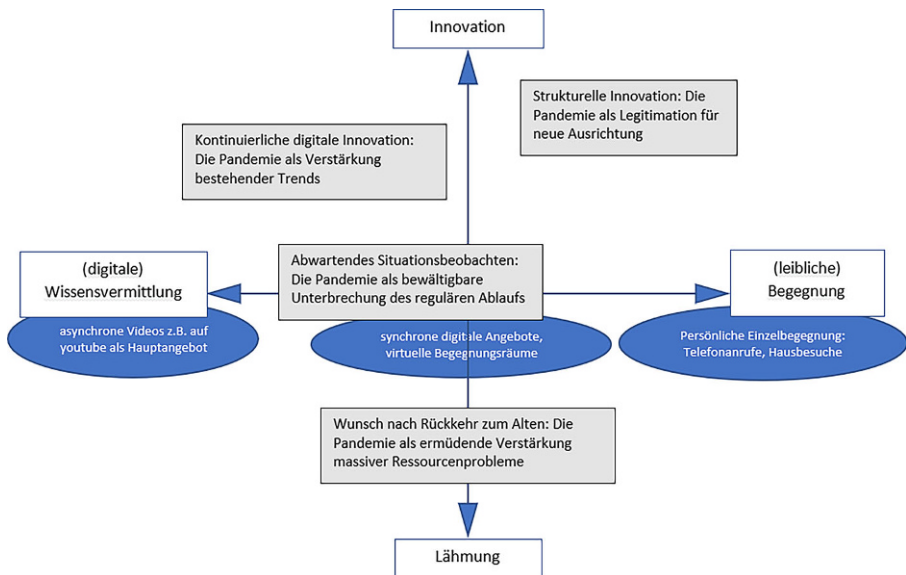 Innovation
Strukturelle Innovation: Die
Pandemie als Legitimation für
neue Ausrichtung
Kontinuierliche digitale Innovation:
Die Pandemie als Verstärkung
bestehender Trends
(digitale)
Wissensvermittlung
Abwartendes Situationsbeobachten:
Die Pandemie als bewältigbare
Unterbrechung des regulären Ablaufs
(leibliche)
Begegnung
asynchrone Videos z.B. auf
youtube als Hauptangebot
synchrone digitale Angebote,
virtuelle Begegnungsräume
Persönliche Einzelbegegnung:
Telefonanrufe, Hausbesuche
Wunsch nach Rückkehr zum Alten: Die
Pandemie als ermüdende Verstärkung
massiver Ressourcenprobleme
Lähmung